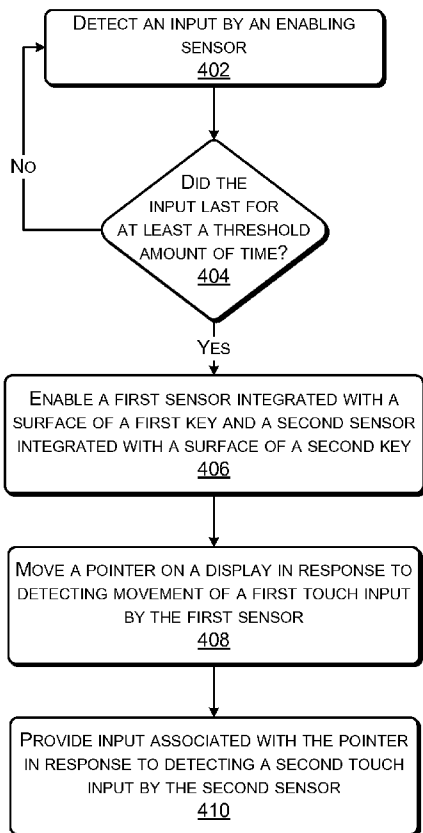 DETECT AN INPUT BY AN ENABLING
SENSOR
402
NO
DID THE
INPUT LAST FOR
AT LEAST A THRESHOLD
AMOUNT OF TIME?
404
YES
ENABLE A FIRST SENSOR INTEGRATED WITH A
SURFACE OF A FIRST KEY AND A SECOND SENSOR
INTEGRATED WITH A SURFACE OF A SECOND KEY
406
MOVE A POINTER ON A DISPLAY IN RESPONSE TO
DETECTING MOVEMENT OF A FIRST TOUCH INPUT
BY THE FIRST SENSOR
408
PROVIDE INPUT ASSOCIATED WITH THE POINTER
IN RESPONSE TO DETECTING A SECOND TOUCH
INPUT BY THE SECOND SENSOR
410